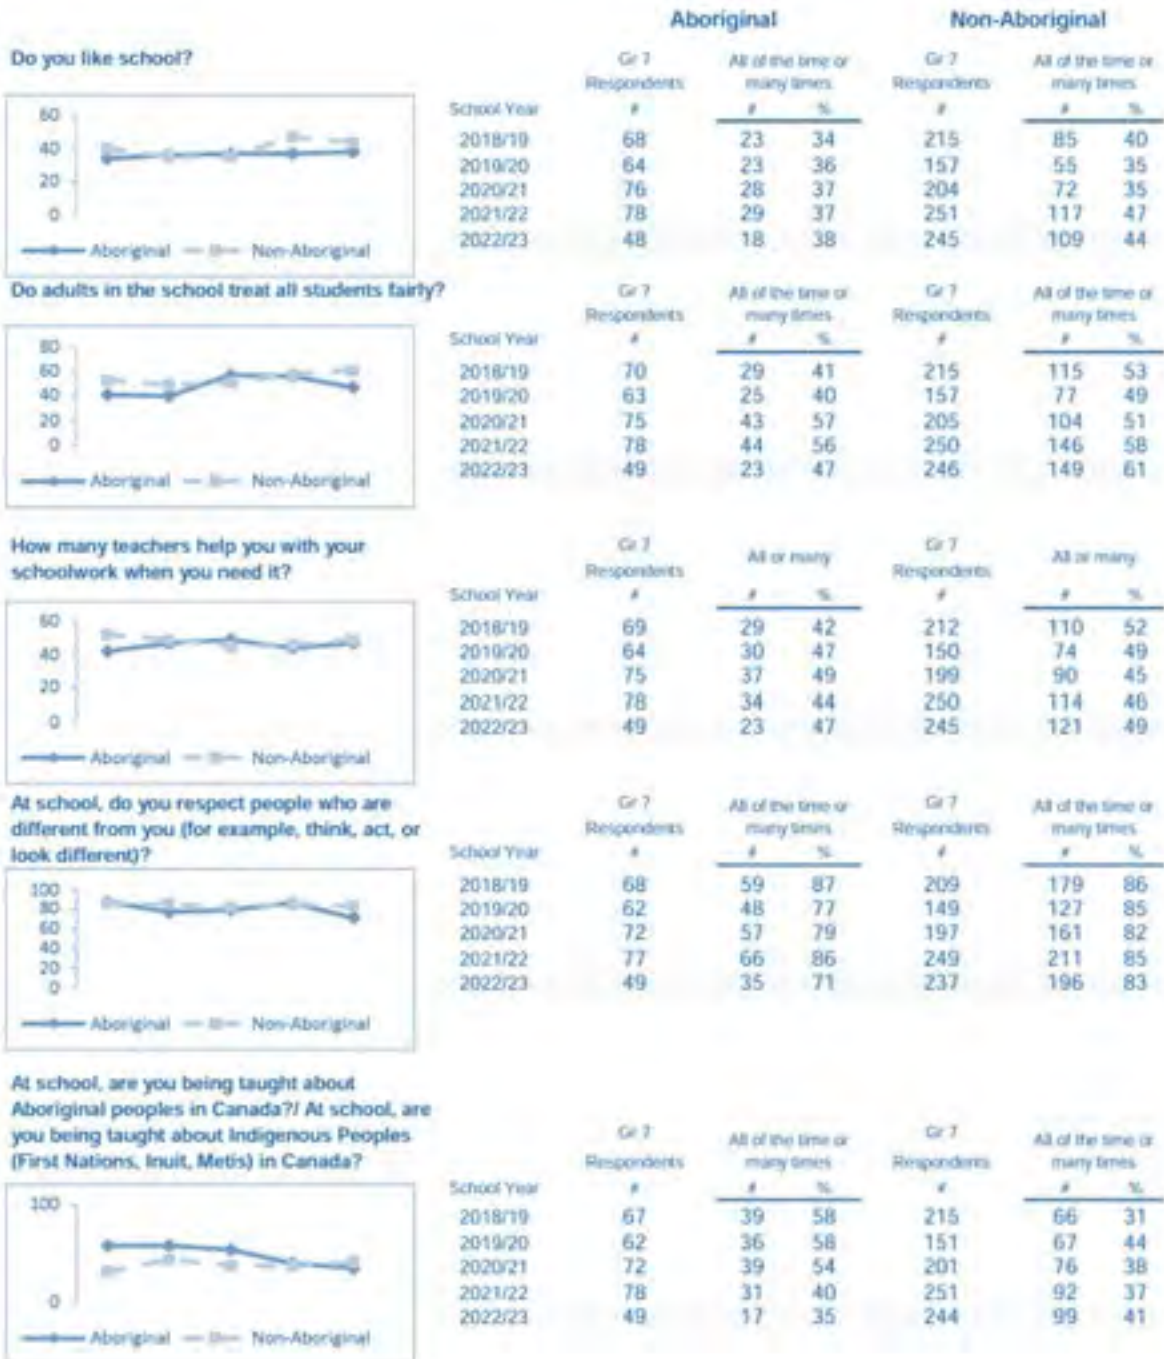 Aboriginal Non-Aboriginal
Do you like school?
Gr 7 All of the time or Gr 7 All of the time or
Respondents many times Respondents many times
School Year # # % # # %
2018/19 68 23 34 215 85 40
2019/20 64 23 36 157 55 35
2020/21 76 28 37 204 72 35
2021/22 78 29 37 251 117 47
2022/23 48 18 38 245 109 44
60
40
20
0
Aboriginal Non-Aboriginal
Do adults in the school treat all students fairly?
Gr 7 All of the time or Gr 7 All of the time or
Respondents many times Respondents many times
School Year # # % # # %
2018/19 70 29 41 215 115 53
2019/20 63 25 40 157 77 49
2020/21 75 43 57 205 104 51
2021/22 78 44 56 250 146 58
2022/23 49 23 47 246 149 61
80
60
40
20
0
Aboriginal Non-Aboriginal
How many teachers help you with your
schoolwork when you need it?
Gr 7 All or many Gr 7 All or many
Respondents Respondents
School Year # # % # # %
2018/19 69 29 42 212 110 52
2019/20 64 30 47 150 74 49
2020/21 75 37 49 199 90 45
2021/22 78 34 44 250 114 46
2022/23 49 23 47 245 121 49
60
40
20
0
Aboriginal Non-Aboriginal
At school, do you respect people who are
different from you (for example, think, act, or
look different)?
Gr 7 All of the time or Gr 7 All of the time or
Respondents many times Respondents many times
School Year # # % # # %
2018/19 68 59 87 209 179 86
2019/20 62 48 77 149 127 85
2020/21 72 57 79 197 161 82
2021/22 77 66 86 249 211 85
2022/23 49 35 71 237 196 83
100
80
60
40
20
0
Aboriginal Non-Aboriginal
At school, are you being taught about
Aboriginal peoples in Canada?/ At school, are
you being taught about Indigenous Peoples
(First Nations, Inuit, Metis) in Canada?
Gr 7 All of the time or Gr 7 All of the time or
Respondents many times Respondents many times
School Year # # % # # %
2018/19 67 39 58 215 66 31
2019/20 62 36 58 151 67 44
2020/21 72 39 54 201 76 38
2021/22 78 31 40 251 92 37
2022/23 49 17 35 244 99 41
100
0
Aboriginal Non-Aboriginal